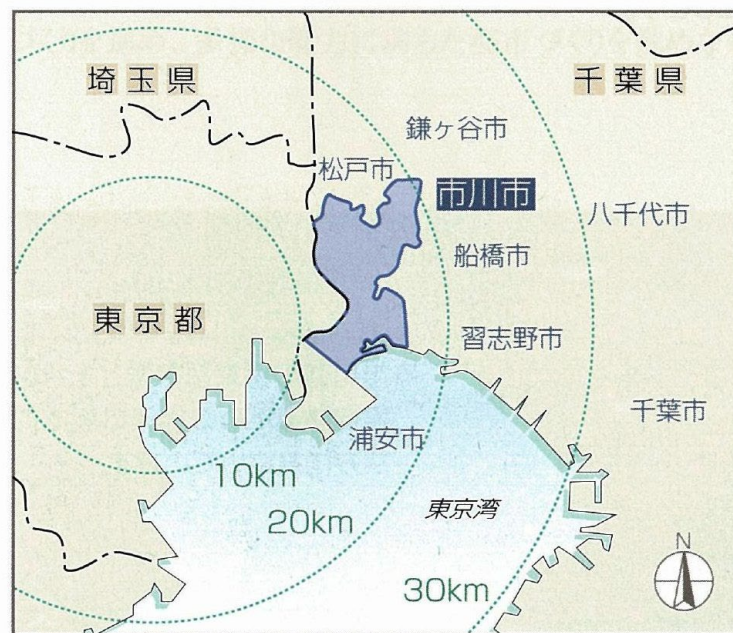 埼玉県
千葉県
鎌ヶ谷市
松戸市
市川市
八千代市
船橋市
東京都
習志野市
千葉市
浦安市
10km
20km
東京湾
30km
N